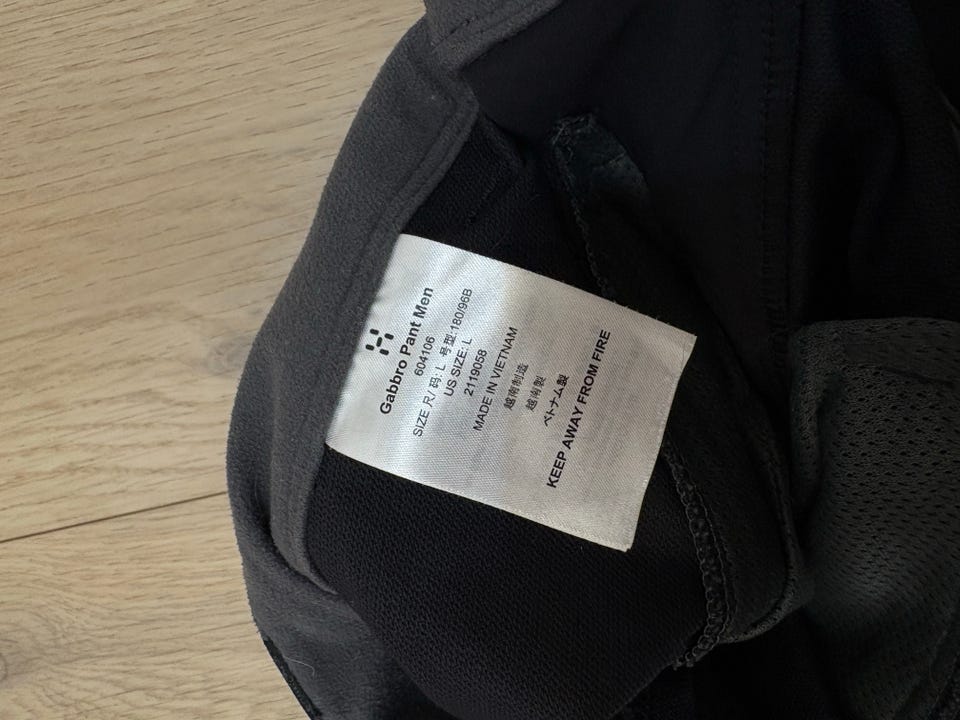 Gabbro Pant Men
604106
SIZE 尺/ 码: L 号型:180/96B
US SIZE: L
2119058
MADE IN VIETNAM
越南制造
越南製
ベトナム製
KEEP AWAY FROM FIRE